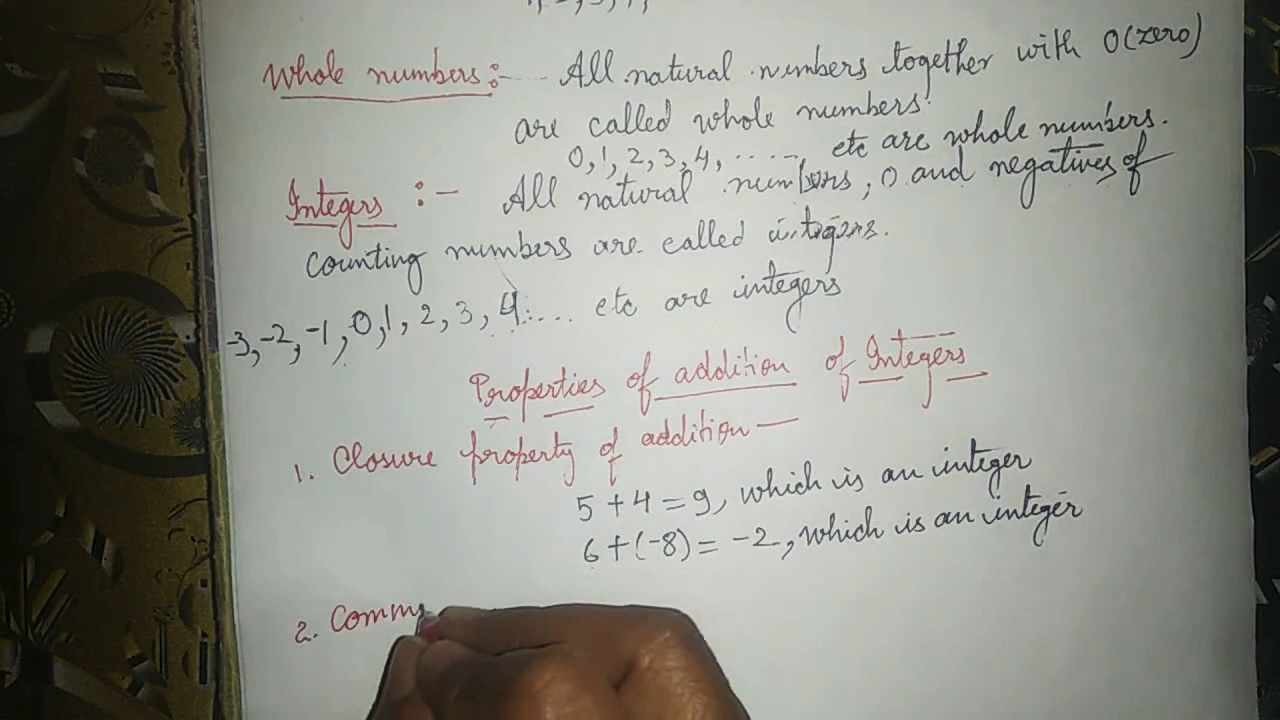 Whole numbers:- All natural numbers together with 0(zero)
are called whole numbers.
0, 1, 2, 3, 4, ..... etc are whole numbers.
Integers :- All natural numbers, 0 and negatives of
counting numbers are called integers.
-3, -2, -1, 0, 1, 2, 3, 4.... etc are integers
Properties of addition of Integers
1. Closure property of addition —
5 + 4 = 9, which is an integer
6 + (-8) = -2, which is an integer
2. Comm